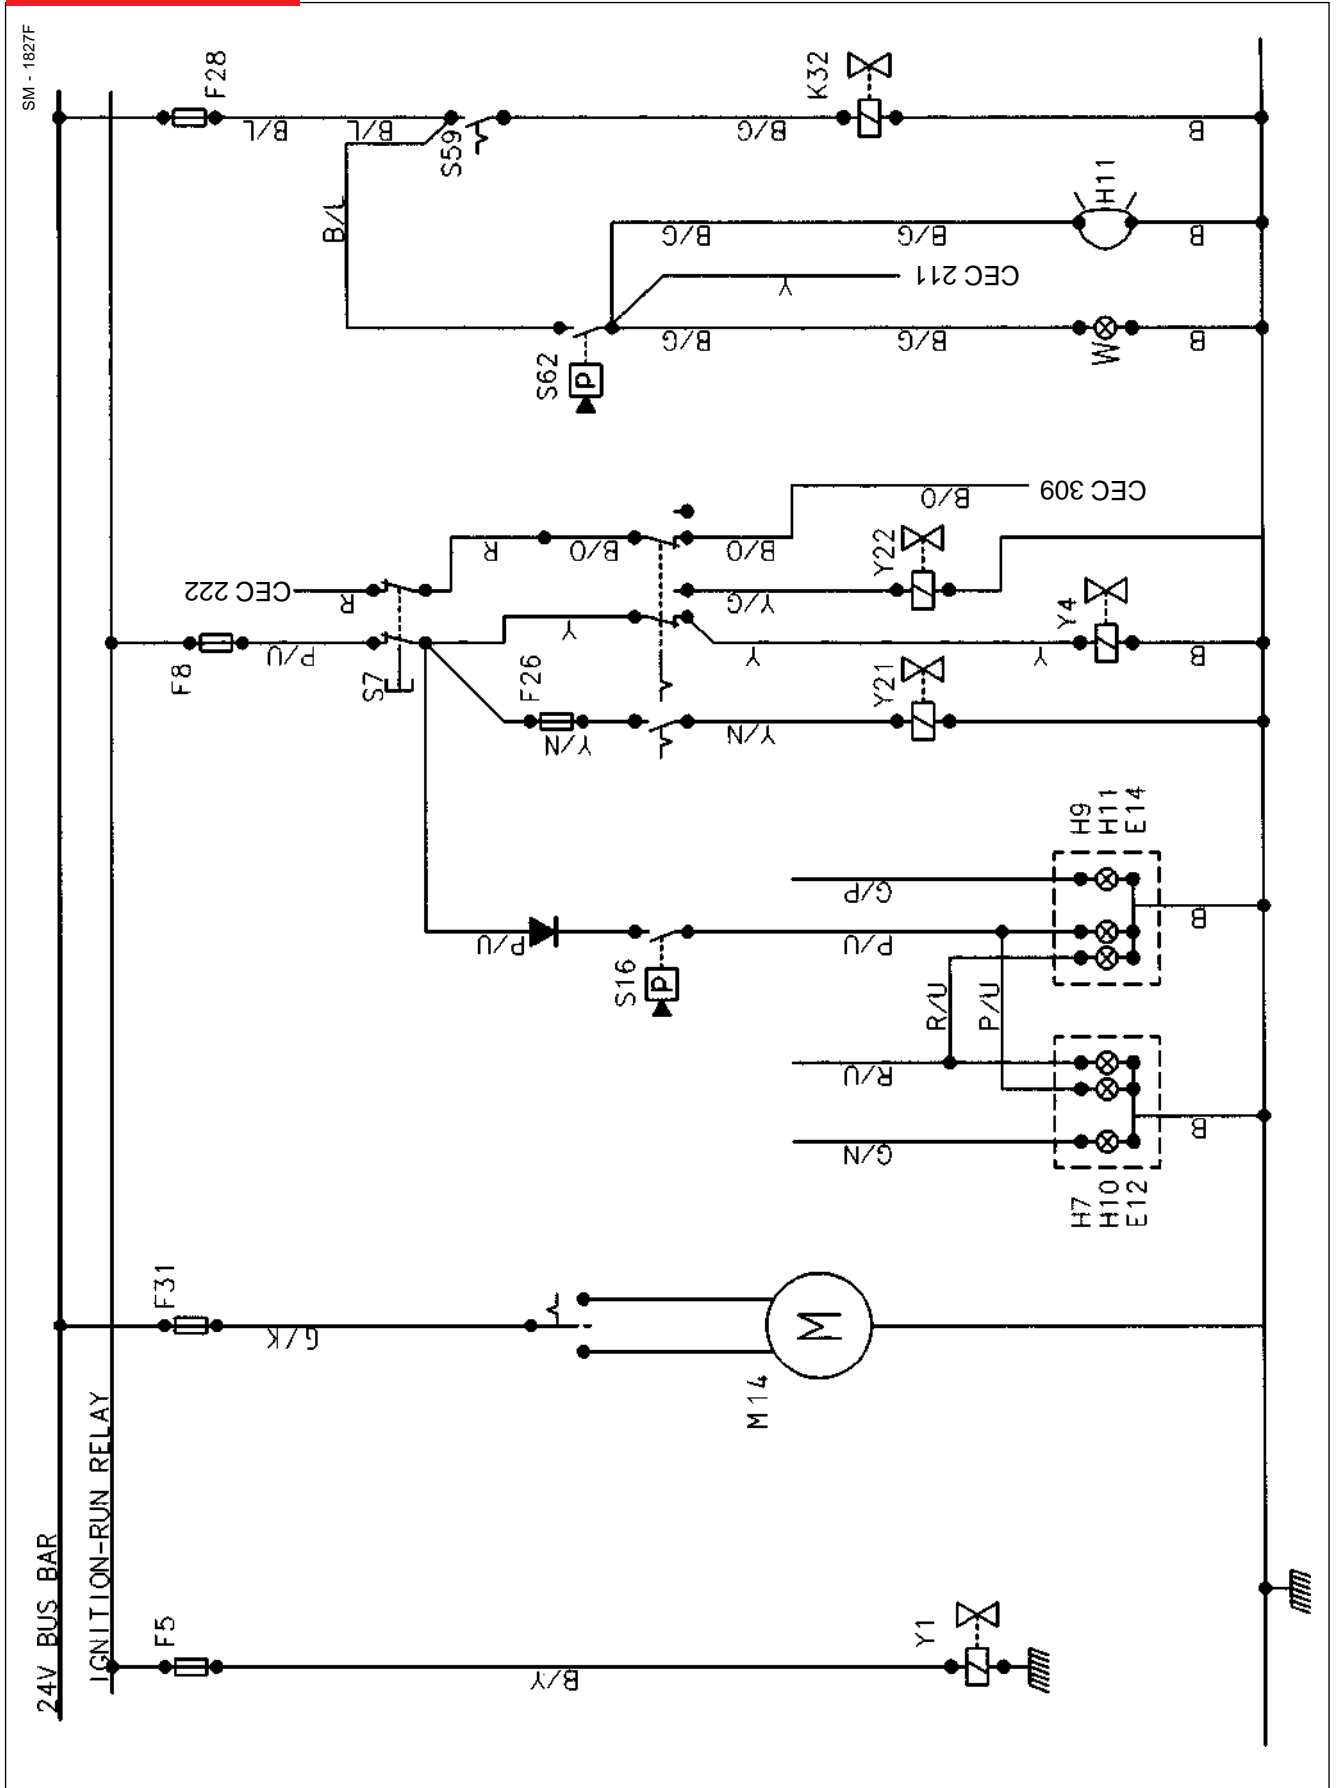 SM - 1827F
24V BUS BAR
IGNITION-RUN RELAY
F5
B/Y
Y1
F31
G/K
M14
M
F8
P/U
S7
CEC 222
R
R
B/O
B/O
B/O
CEC 309
Y
Y/G
Y22
Y
Y
Y4
B
F26
Y/N
Y/N
Y21
P/U
S16
P
P/U
G/P
R/U
P/U
R/U
G/N
H9
H11
E14
B
H7
H10
E12
B
F28
B/L
B/L
S59
B/G
K32
B
B/L
S62
P
B/G
B/G
H11
B
Y
CEC 211
B/G
B/G
W
B